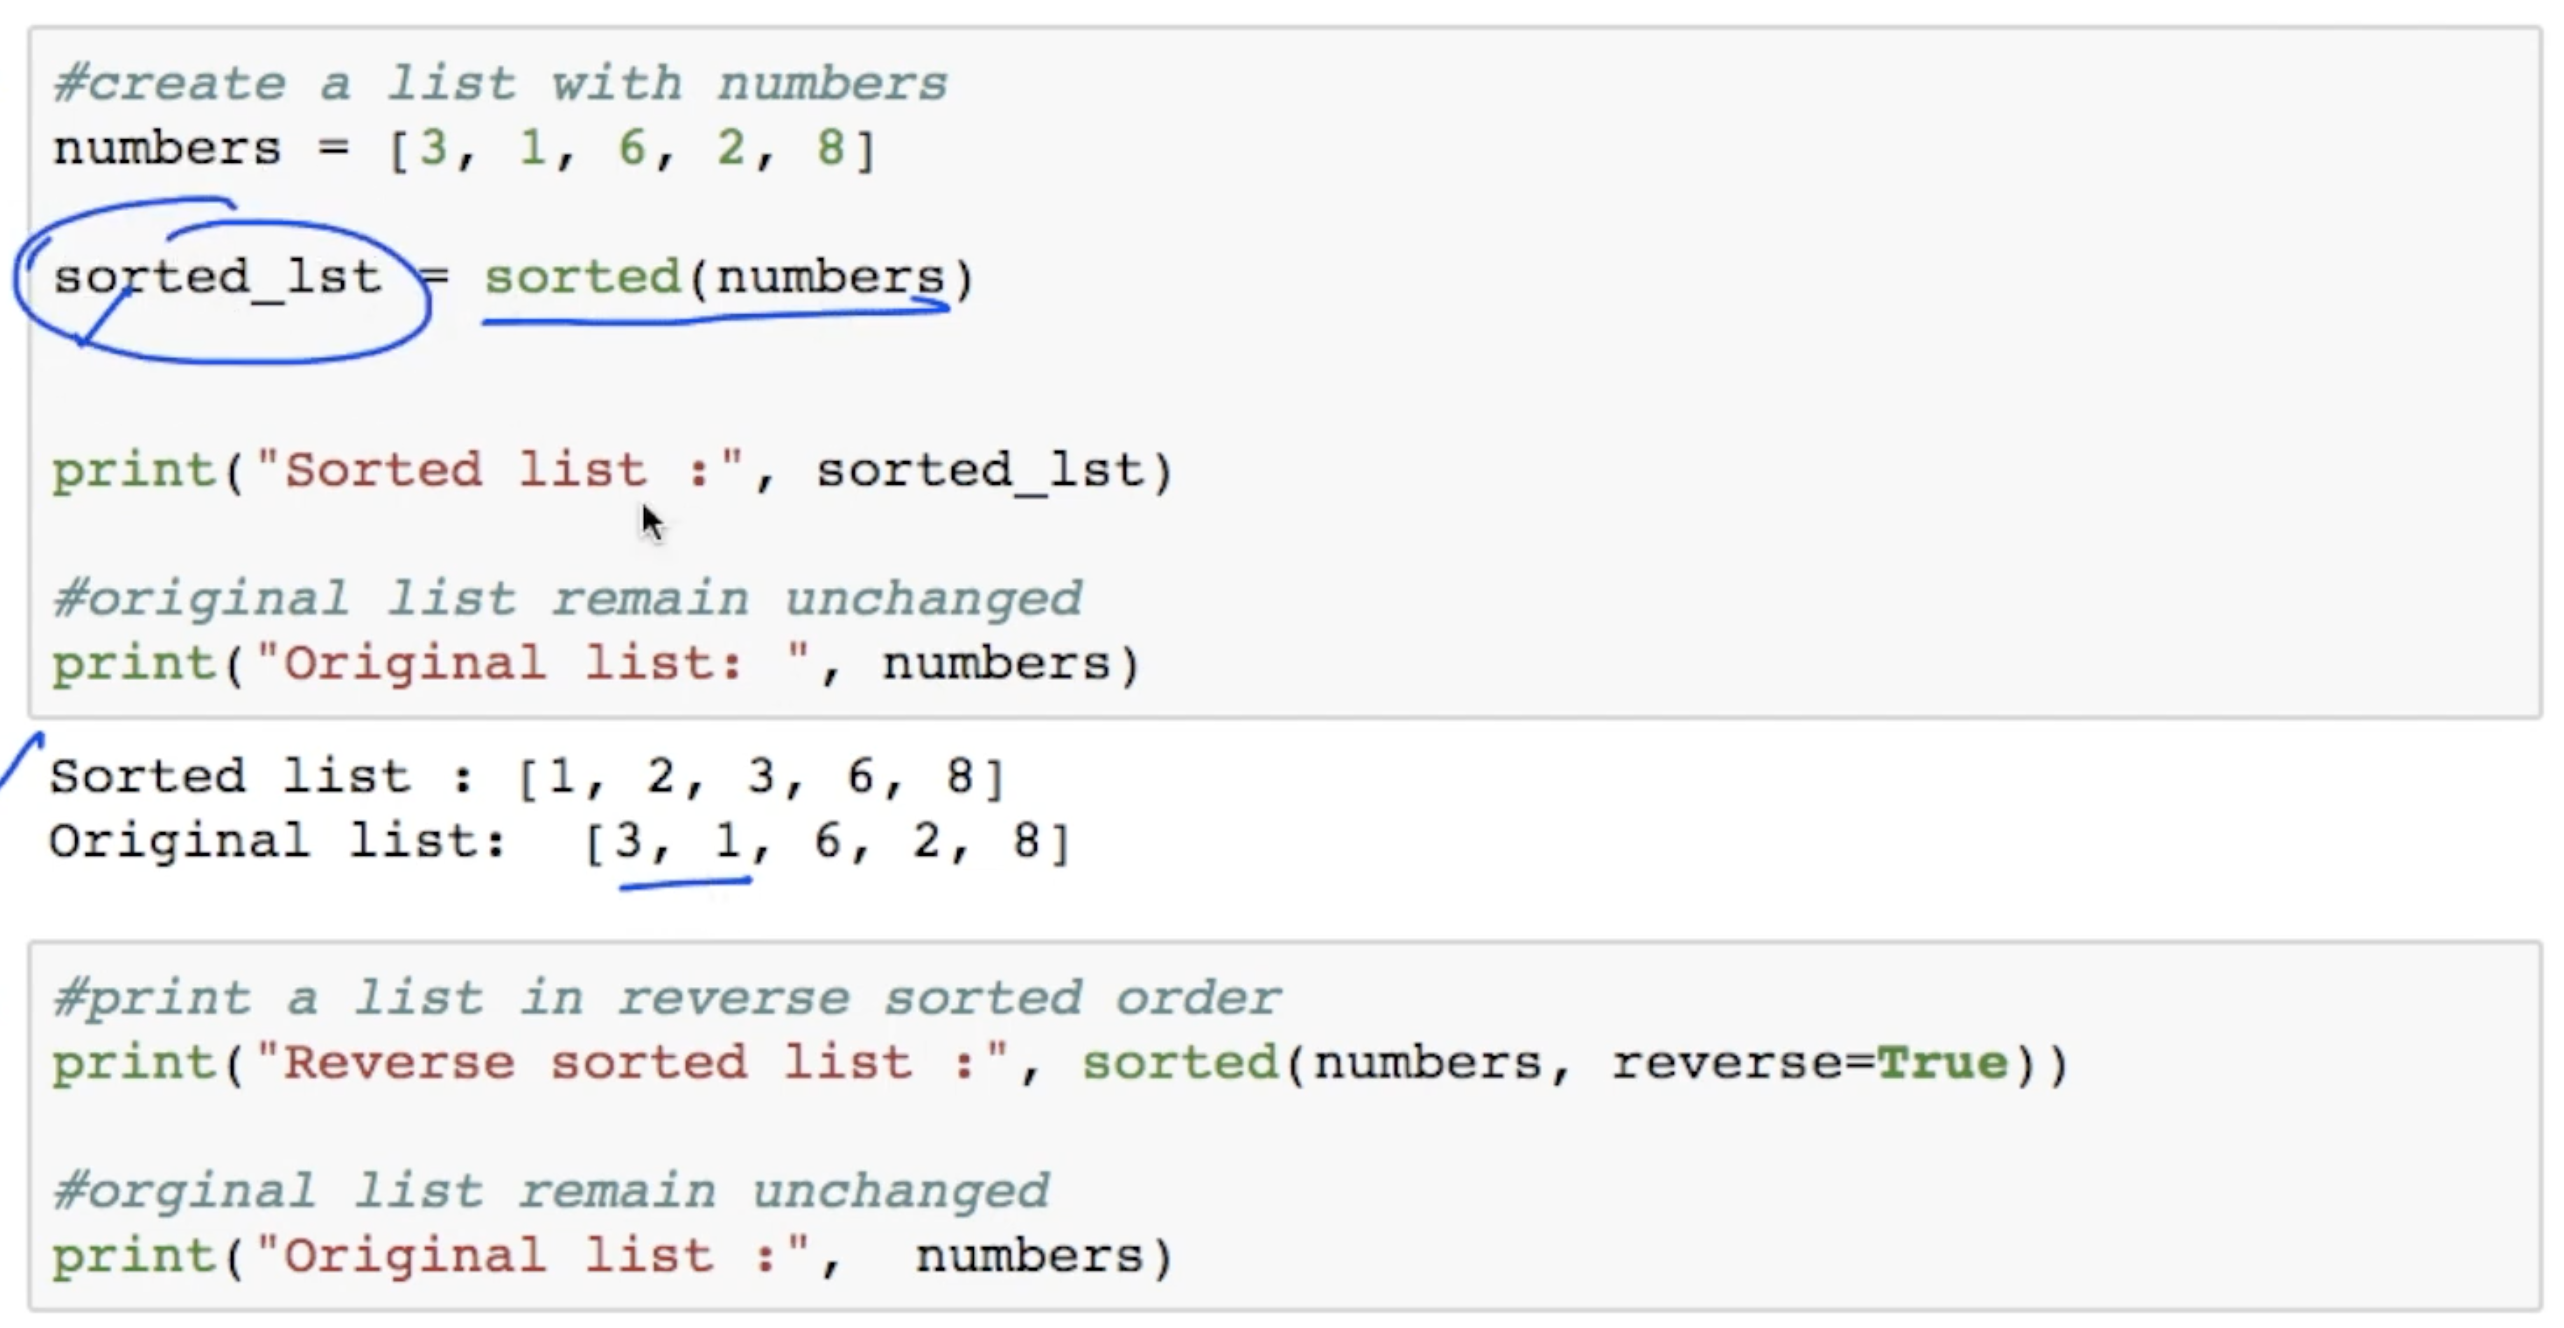 #create a list with numbers
numbers = [3, 1, 6, 2, 8]
sorted_lst = sorted(numbers)
print("Sorted list :", sorted_lst)
#original list remain unchanged
print("Original list: ", numbers)
Sorted list : [1, 2, 3, 6, 8]
Original list:  [3, 1, 6, 2, 8]
#print a list in reverse sorted order
print("Reverse sorted list :", sorted(numbers, reverse=True))
#orginal list remain unchanged
print("Original list :",  numbers)